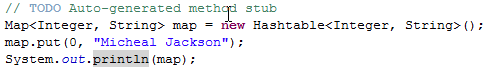 // TODO Auto-generated method stub
Map<Integer, String> map = new Hashtable<Integer, String>();
map.put(0, "Micheal Jackson");
System.out.println(map);